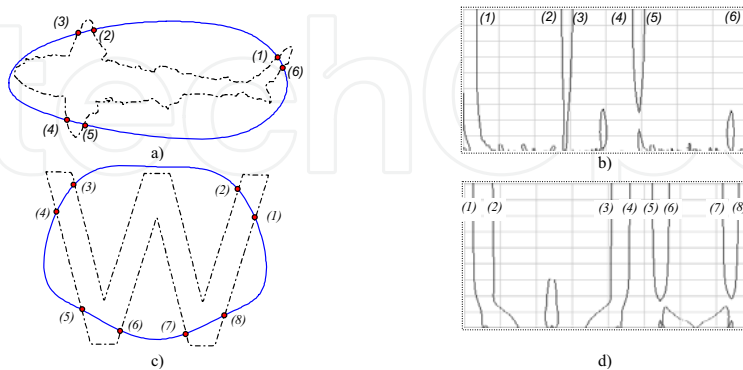 (3)
(2)
(1)
(6)
(4)
(5)
a)
(1) (2) (3) (4) (5) (6)
b)
(3)
(2)
(4)
(1)
(5)
(6)
(7)
(8)
c)
(1) (2) (3) (4) (5) (6) (7) (8)
d)